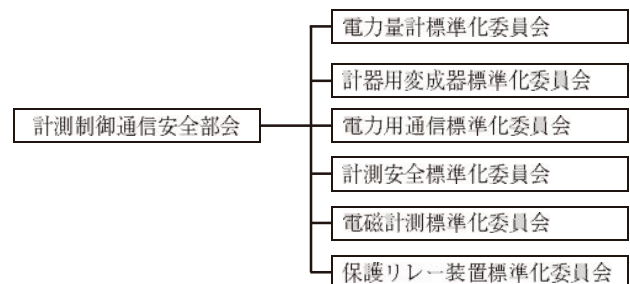 電力量計標準化委員会
計器用変成器標準化委員会
計測制御通信安全部会
電力用通信標準化委員会
計測安全標準化委員会
電磁計測標準化委員会
保護リレー装置標準化委員会